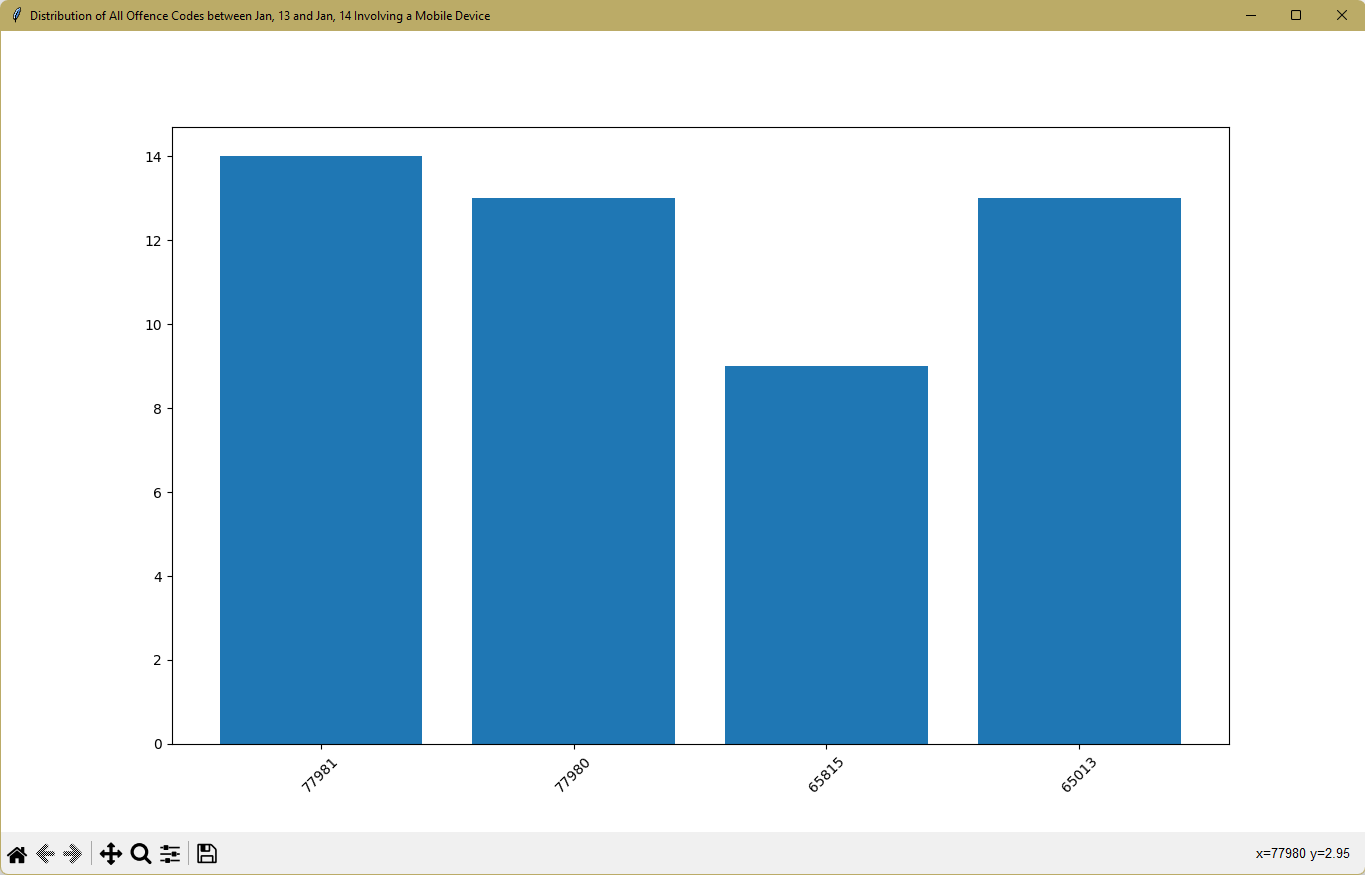 Distribution of All Offence Codes between Jan, 13 and Jan, 14 Involving a Mobile Device
14
12
10
8
6
4
2
0
77981 77980 65815 65013
x=77980 y=2.95